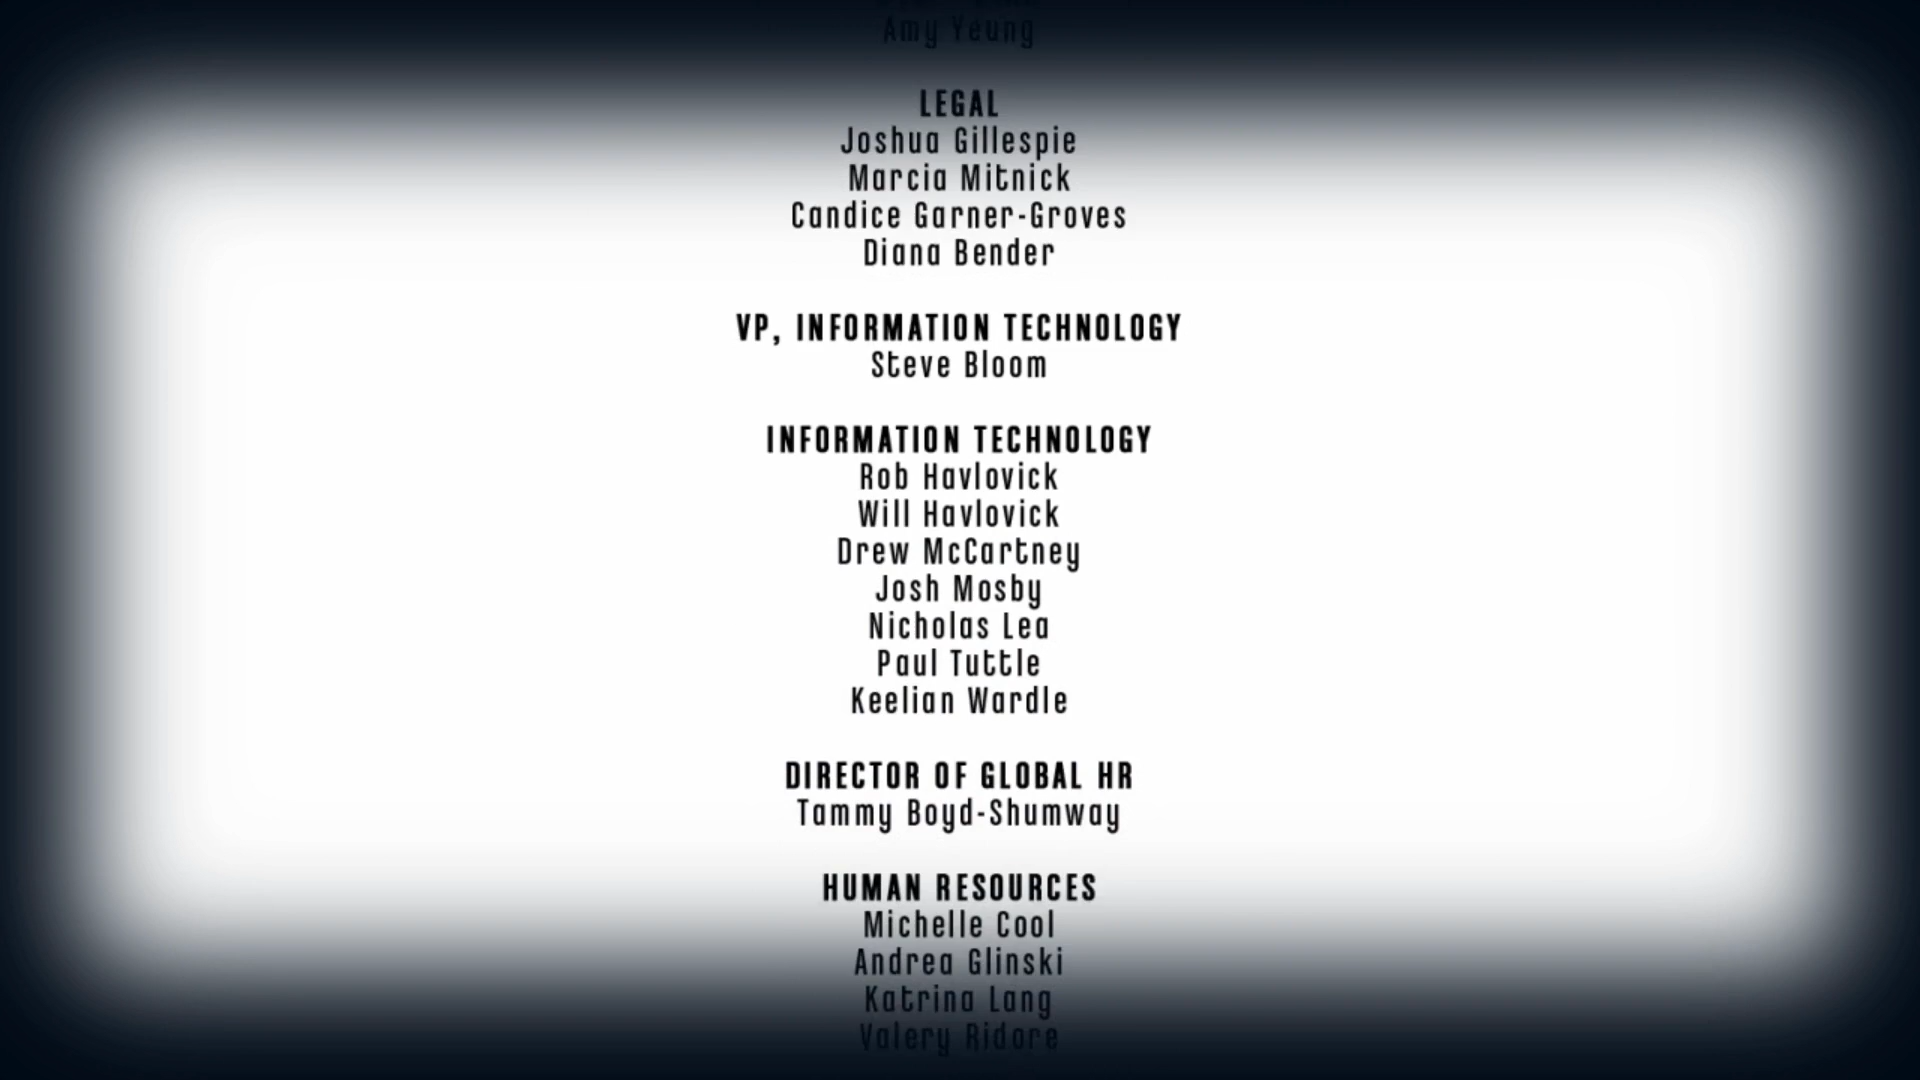 Amy Yeung
LEGAL
Joshua Gillespie
Marcia Mitnick
Candice Garner-Groves
Diana Bender
VP, INFORMATION TECHNOLOGY
Steve Bloom
INFORMATION TECHNOLOGY
Rob Havlovick
Will Havlovick
Drew McCartney
Josh Mosby
Nicholas Lea
Paul Tuttle
Keelian Wardle
DIRECTOR OF GLOBAL HR
Tammy Boyd-Shumway
HUMAN RESOURCES
Michelle Cool
Andrea Glinski
Katrina Lang
Valery Ridore